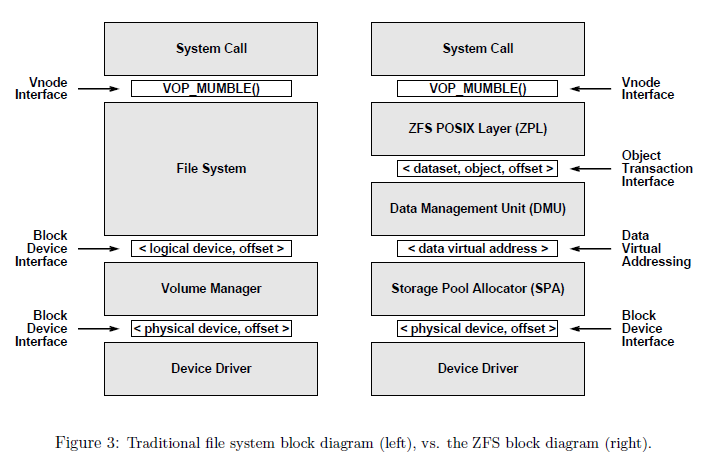 System Call
Vnode
Interface
VOP_MUMBLE()
File System
Block
Device
Interface
< logical device, offset >
Volume Manager
Block
Device
Interface
< physical device, offset >
Device Driver
System Call
VOP_MUMBLE()
Vnode
Interface
ZFS POSIX Layer (ZPL)
< dataset, object, offset >
Object
Transaction
Interface
Data Management Unit (DMU)
< data virtual address >
Data
Virtual
Addressing
Storage Pool Allocator (SPA)
< physical device, offset >
Block
Device
Interface
Device Driver
Figure 3: Traditional file system block diagram (left), vs. the ZFS block diagram (right).